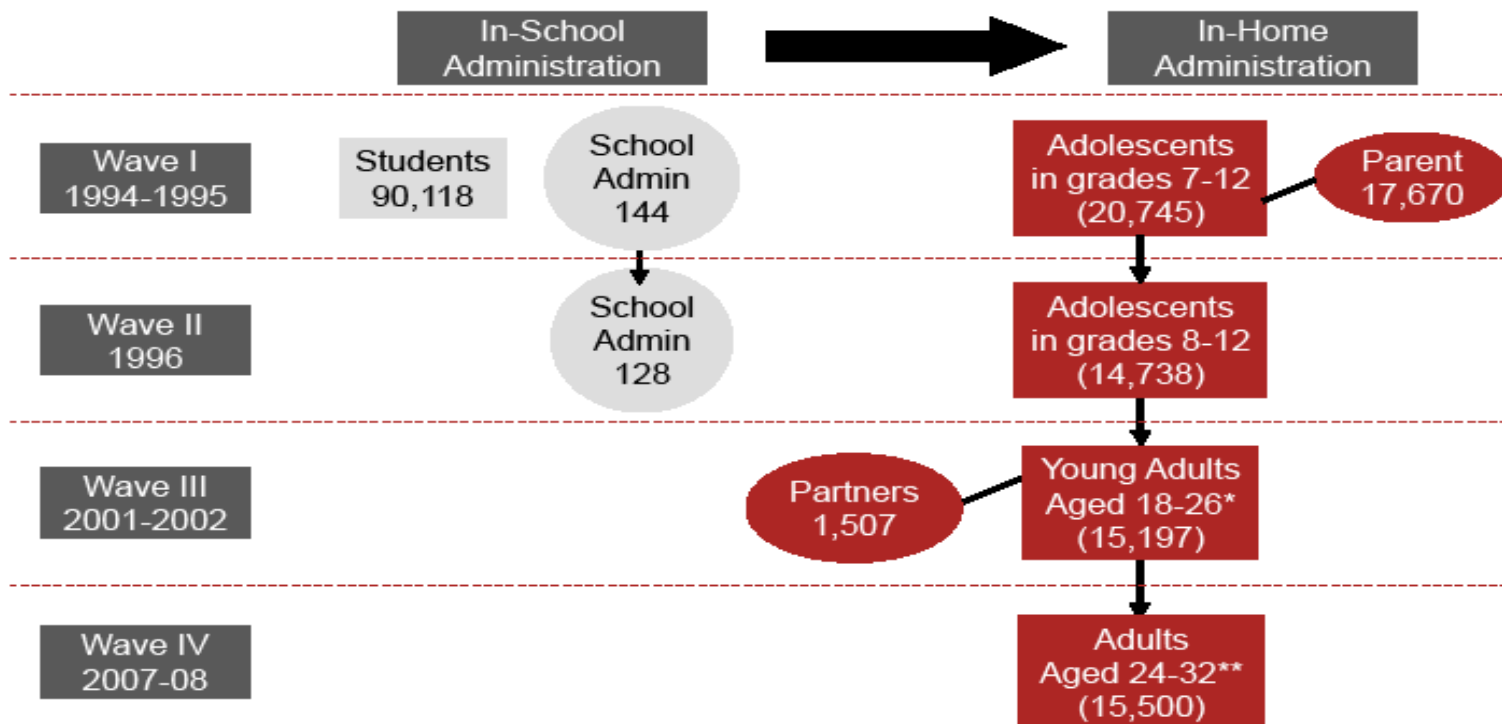 In-School
Administration
In-Home
Administration
Wave I
1994-1995
Students
90,118
School
Admin
144
Adolescents
in grades 7-12
(20,745)
Parent
17,670
Wave II
1996
School
Admin
128
Adolescents
in grades 8-12
(14,738)
Wave III
2001-2002
Partners
1,507
Young Adults
Aged 18-26*
(15,197)
Wave IV
2007-08
Adults
Aged 24-32**
(15,500)